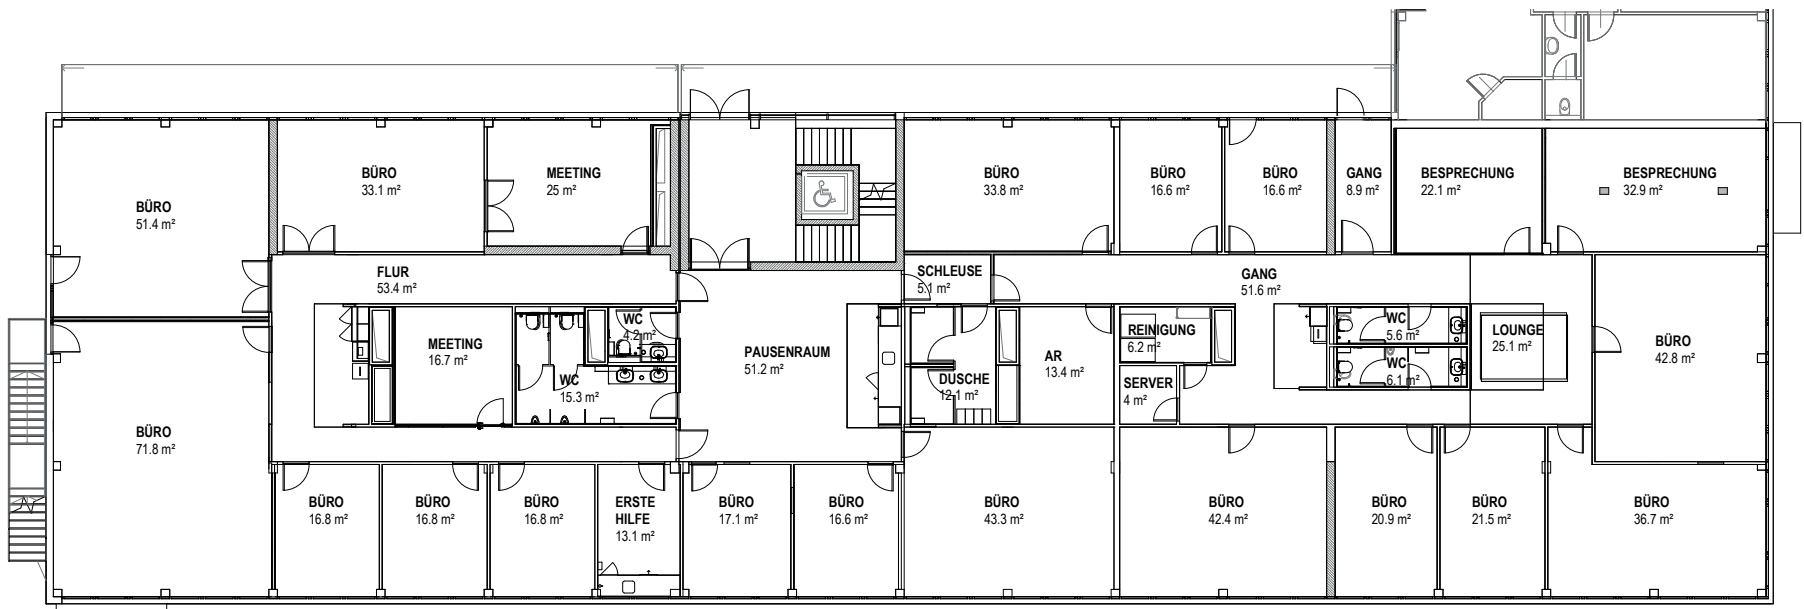 BÜRO
51.4 m²
BÜRO
33.1 m²
MEETING
25 m²
BÜRO
33.8 m²
BÜRO
16.6 m²
BÜRO
16.6 m²
GANG
8.9 m²
BESPRECHUNG
22.1 m²
BESPRECHUNG
32.9 m²
FLUR
53.4 m²
SCHLEUSE
5.1 m²
GANG
51.6 m²
MEETING
16.7 m²
WC
4.2 m²
WC
15.3 m²
PAUSENRAUM
51.2 m²
DUSCHE
12.1 m²
AR
13.4 m²
REINIGUNG
6.2 m²
SERVER
4 m²
WC
5.6 m²
WC
6.1 m²
LOUNGE
25.1 m²
BÜRO
42.8 m²
BÜRO
71.8 m²
BÜRO
16.8 m²
BÜRO
16.8 m²
BÜRO
16.8 m²
ERSTE
HILFE
13.1 m²
BÜRO
17.1 m²
BÜRO
16.6 m²
BÜRO
43.3 m²
BÜRO
42.4 m²
BÜRO
20.9 m²
BÜRO
21.5 m²
BÜRO
36.7 m²